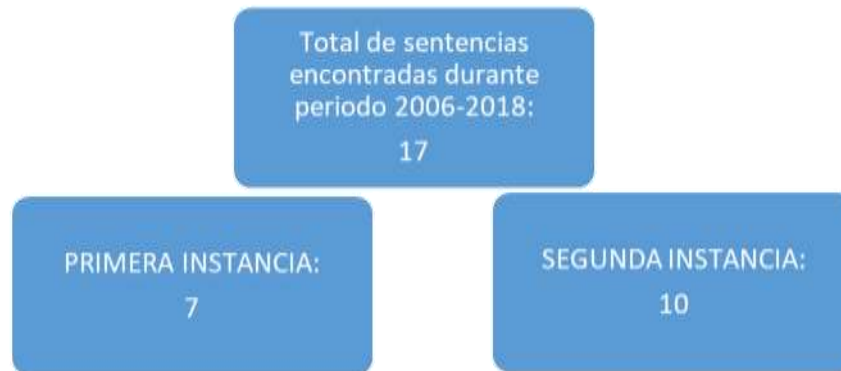 Total de sentencias
encontradas durante
periodo 2006-2018:
17
PRIMERA INSTANCIA:
7
SEGUNDA INSTANCIA:
10